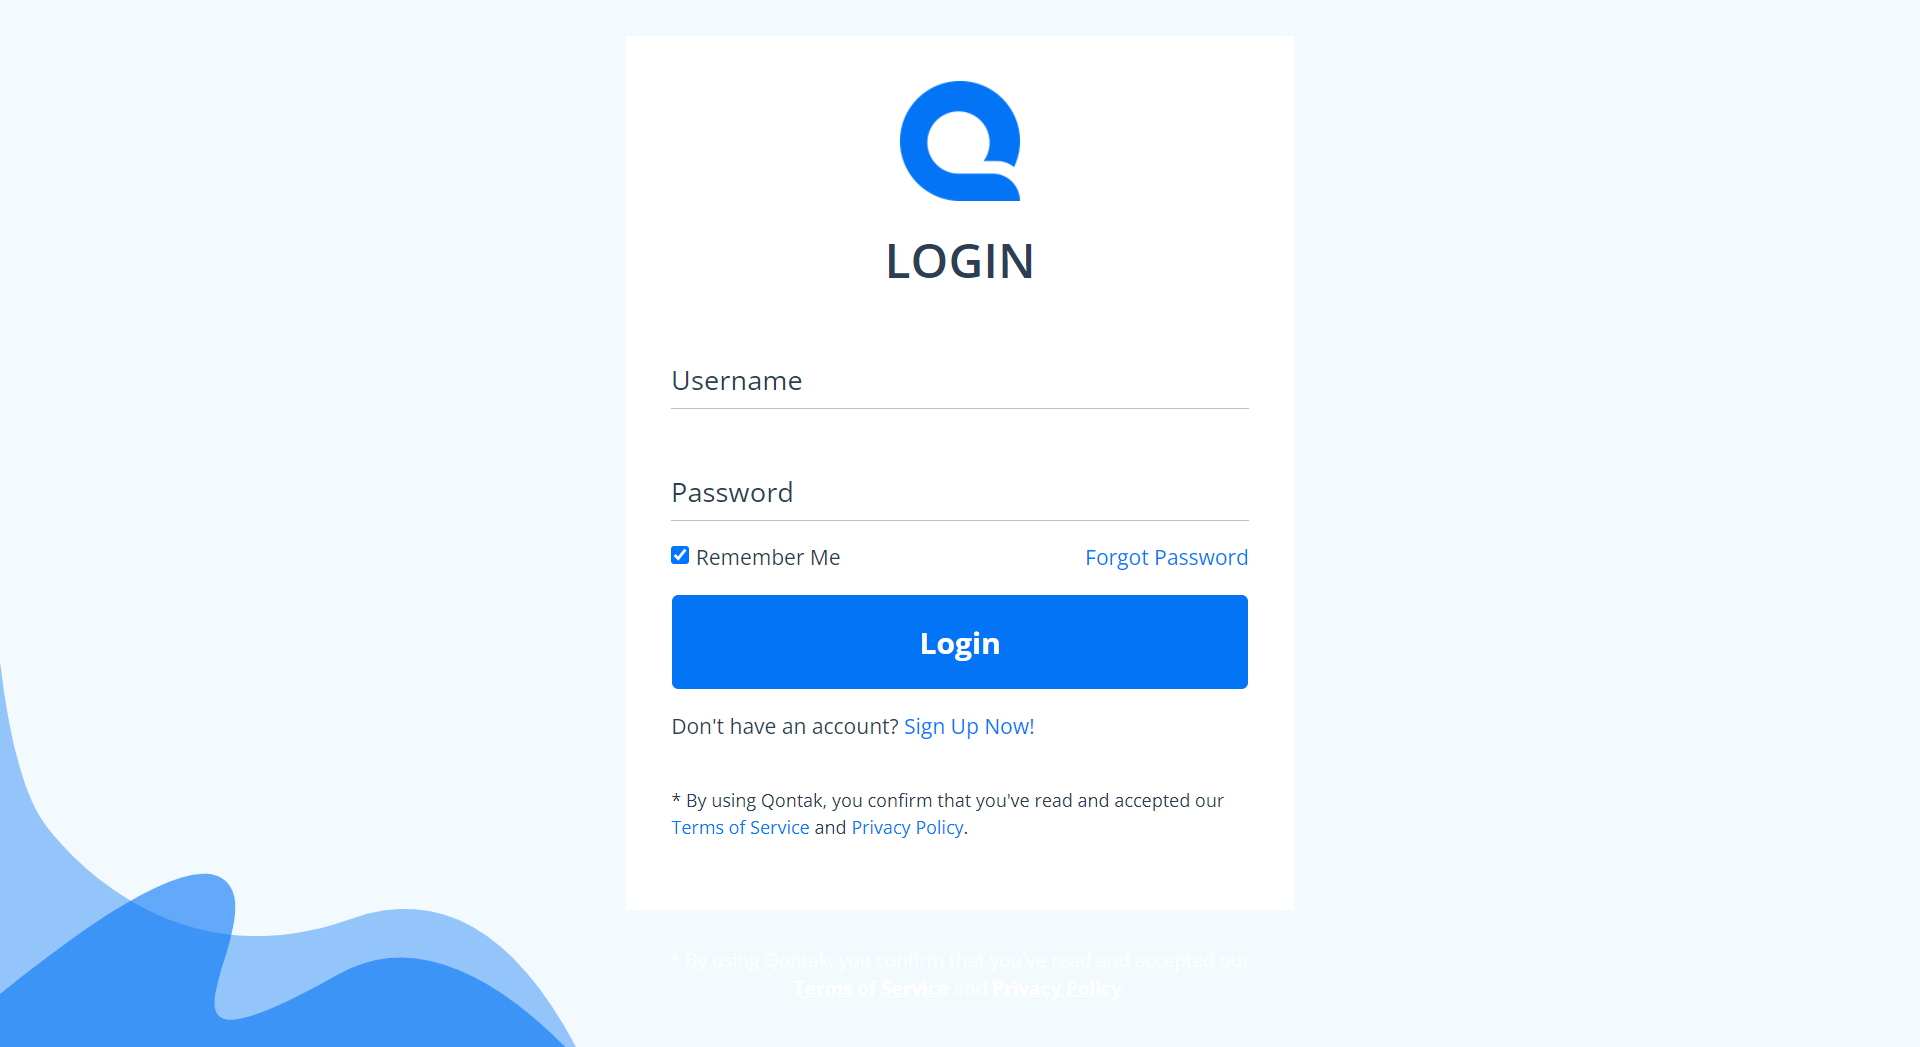 LOGIN
Username
Password
Remember Me
Forgot Password
Login
Don't have an account? Sign Up Now!
* By using Qontak, you confirm that you've read and accepted our
Terms of Service and Privacy Policy.
* By using Qontak, you confirm that you've read and accepted our
Terms of Service and Privacy Policy.